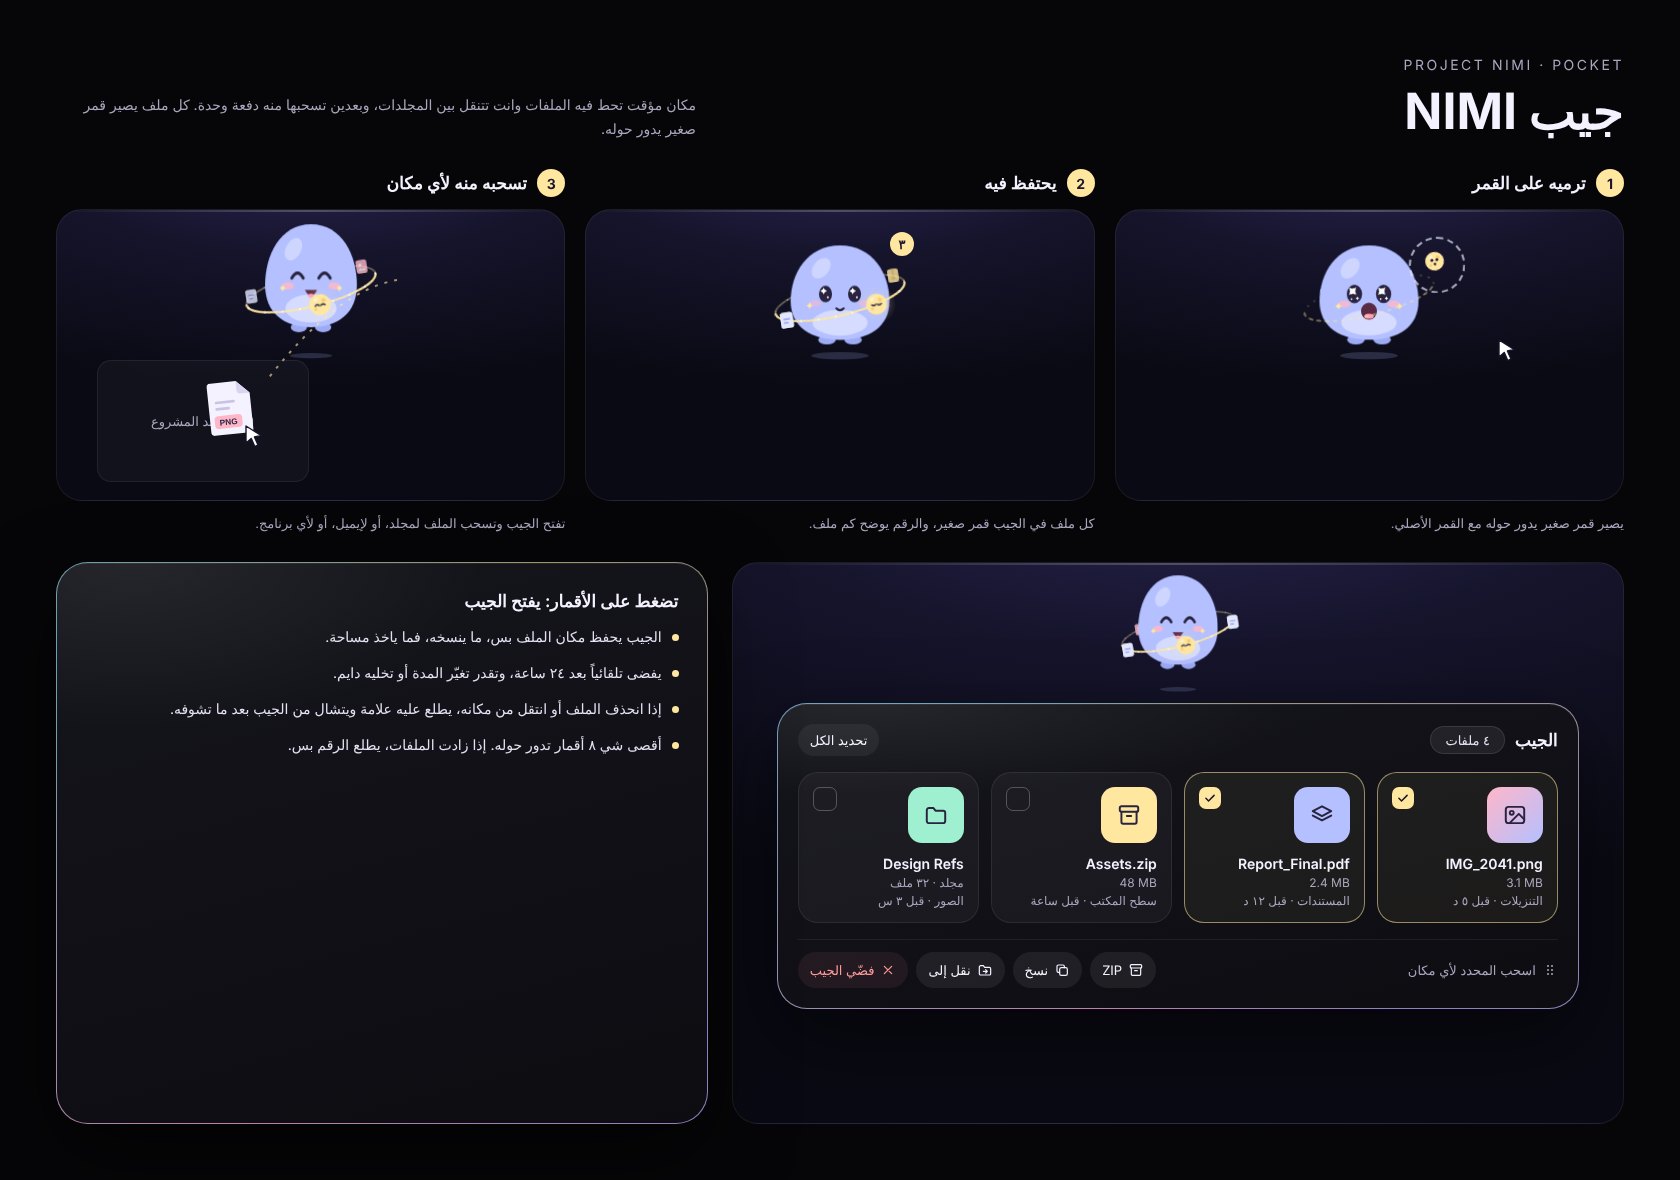 PROJECT NIMI · POCKET
جيب NIMI
مكان مؤقت تحط فيه الملفات وانت تتنقل بين المجلدات، وبعدين تسحبها منه دفعة وحدة. كل ملف يصير قمر
صغير يدور حوله.
1 ترميه على القمر
يصير قمر صغير يدور حوله مع القمر الأصلي.
2 يحتفظ فيه
٣
كل ملف في الجيب قمر صغير، والرقم يوضح كم ملف.
3 تسحبه منه لأي مكان
المشروع
PNG
تفتح الجيب وتسحب الملف لمجلد، أو لإيميل، أو لأي برنامج.
الجيب
٤ ملفات
تحديد الكل
IMG_2041.png
3.1 MB
التنزيلات · قبل ٥ د
Report_Final.pdf
2.4 MB
المستندات · قبل ١٢ د
Assets.zip
48 MB
سطح المكتب · قبل ساعة
Design Refs
مجلد · ٣٢ ملف
الصور · قبل ٣ س
اسحب المحدد لأي مكان
ZIP
نسخ
نقل إلى
فضّي الجيب
تضغط على الأقمار: يفتح الجيب
الجيب يحفظ مكان الملف بس، ما ينسخه، فما ياخذ مساحة.
يفضى تلقائياً بعد ٢٤ ساعة، وتقدر تغيّر المدة أو تخليه دايم.
إذا انحذف الملف أو انتقل من مكانه، يطلع عليه علامة ويتشال من الجيب بعد ما تشوفه.
أقصى شي ٨ أقمار تدور حوله. إذا زادت الملفات، يطلع الرقم بس.